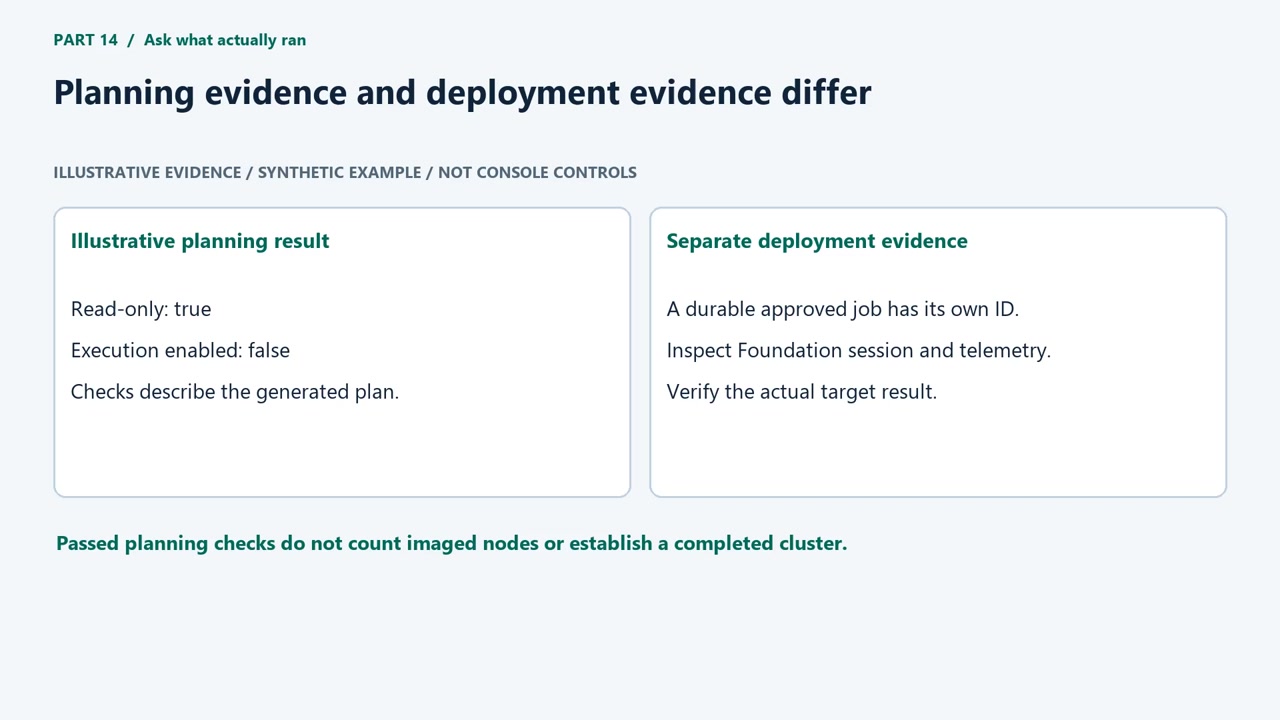 PART 14 / Ask what actually ran
Planning evidence and deployment evidence differ
ILLUSTRATIVE EVIDENCE / SYNTHETIC EXAMPLE / NOT CONSOLE CONTROLS
Illustrative planning result
Read-only: true
Execution enabled: false
Checks describe the generated plan.
Separate deployment evidence
A durable approved job has its own ID.
Inspect Foundation session and telemetry.
Verify the actual target result.
Passed planning checks do not count imaged nodes or establish a completed cluster.